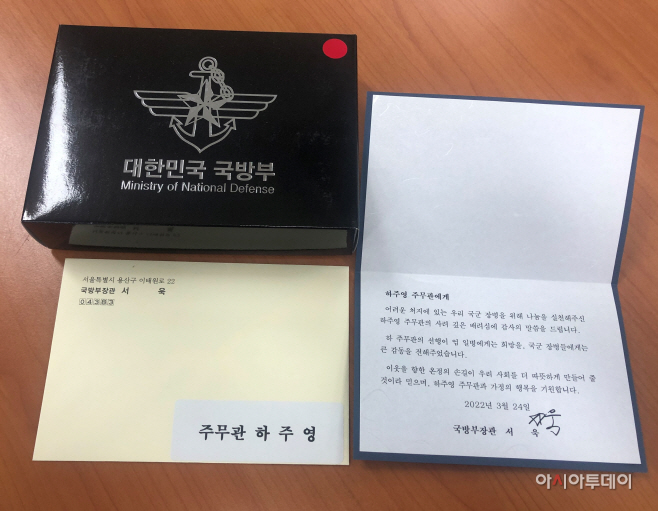 대한민국 국방부
Ministry of National Defense
서울특별시 용산구 이태원로 22
국방부장관 서 욱
04383
주무관 하주영
하주영 주무관에게
어려운 처지에 있는 우리 국군 장병을 위해 나눔을 실천해주신
하주영 주무관의 사려 깊은 배려심에 감사의 말씀을 드립니다.
하 주무관의 선행이 엄 일병에게는 희망을, 국군 장병들에게는
큰 감동을 전해주었습니다.
이웃을 향한 온정의 손길이 우리 사회를 더 따뜻하게 만들어 줄
것이라 믿으며, 하주영 주무관과 가정의 행복을 기원합니다.
2022년 3월 24일
국방부장관 서 욱
아시아투데이